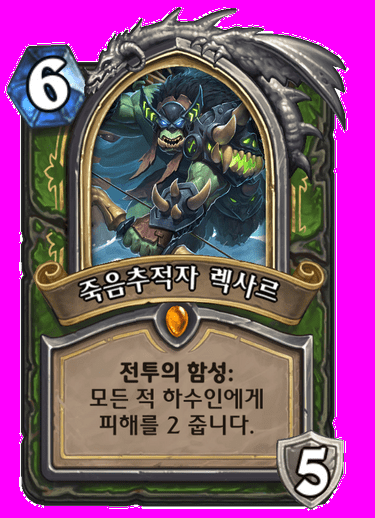 6
죽음추적자 렉사르
전투의 함성:
모든 적 하수인에게
피해를 2 줍니다.
5